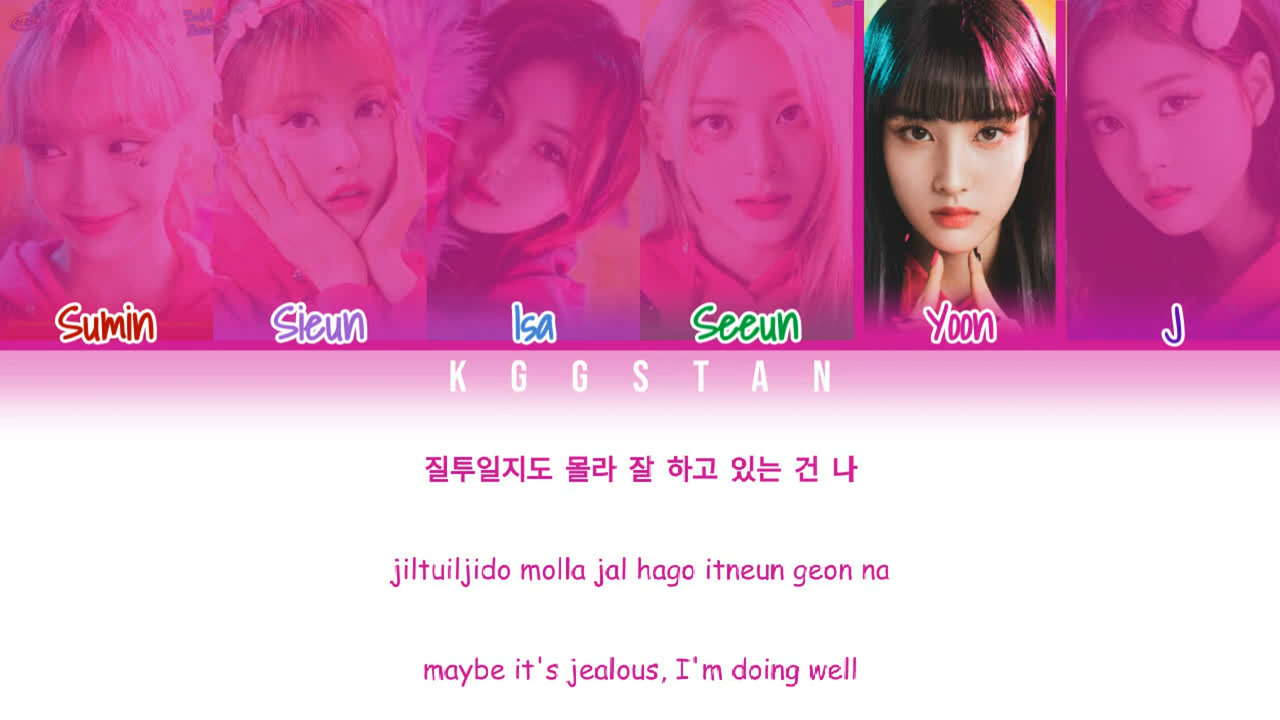 Sumin Sieun Isa Seeun Yoon J
KGGSTAN
질투일지도 몰라 잘 하고 있는 건 나
jiltuiljido molla jal hago itneun geon na
maybe it's jealous, I'm doing well